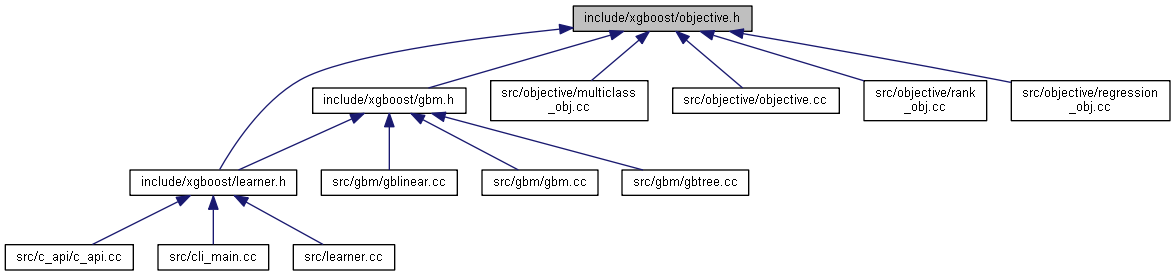 include/xgboost/objective.h
include/xgboost/gbm.h
src/objective/multiclass
_obj.cc
src/objective/objective.cc
src/objective/rank
_obj.cc
src/objective/regression
_obj.cc
include/xgboost/learner.h
src/gbm/gblinear.cc
src/gbm/gbm.cc
src/gbm/gbtree.cc
src/c_api/c_api.cc
src/cli_main.cc
src/learner.cc